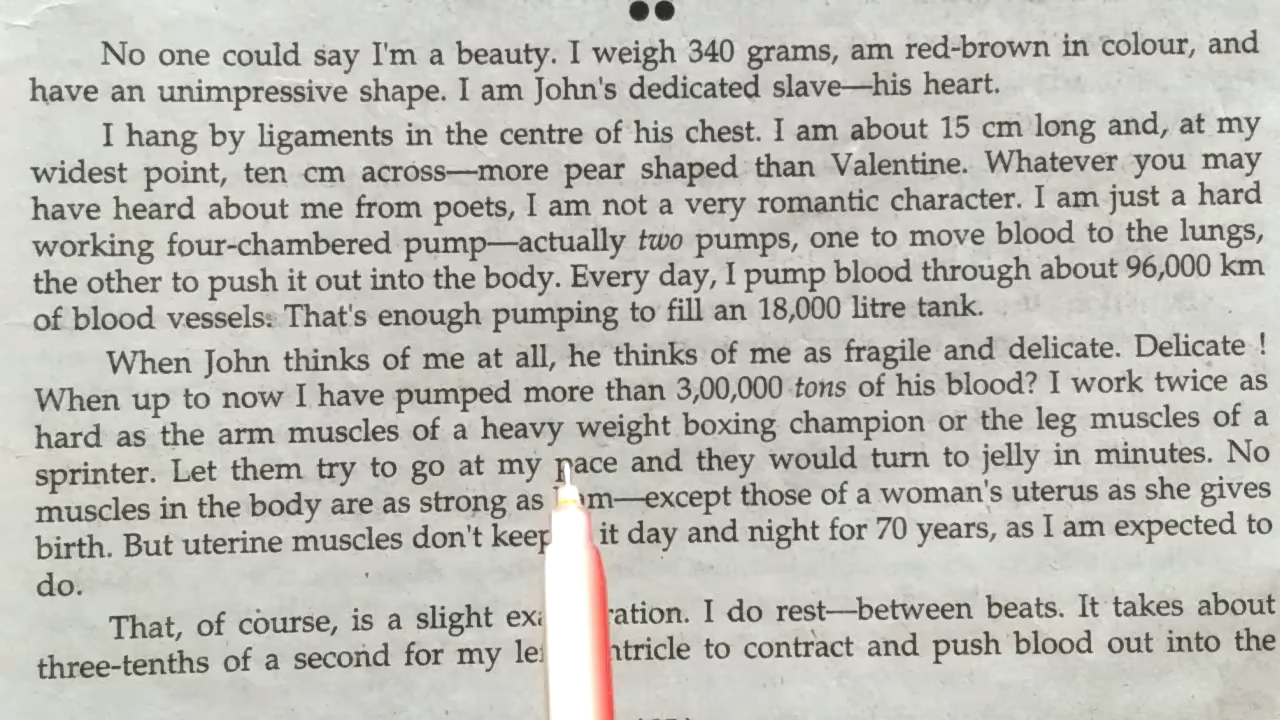 No one could say I'm a beauty. I weigh 340 grams, am red-brown in colour, and
have an unimpressive shape. I am John's dedicated slave—his heart.
I hang by ligaments in the centre of his chest. I am about 15 cm long and, at my
widest point, ten cm across—more pear shaped than Valentine. Whatever you may
have heard about me from poets, I am not a very romantic character. I am just a hard
working four-chambered pump—actually two pumps, one to move blood to the lungs,
the other to push it out into the body. Every day, I pump blood through about 96,000 km
of blood vessels. That's enough pumping to fill an 18,000 litre tank.
When John thinks of me at all, he thinks of me as fragile and delicate. Delicate !
When up to now I have pumped more than 3,00,000 tons of his blood? I work twice as
hard as the arm muscles of a heavy weight boxing champion or the leg muscles of a
sprinter. Let them try to go at my pace and they would turn to jelly in minutes. No
muscles in the body are as strong as I am—except those of a woman's uterus as she gives
birth. But uterine muscles don't keep it day and night for 70 years, as I am expected to
do.
That, of course, is a slight I do rest—between beats. It takes about
three-tenths of a second for my to contract and push blood out into the